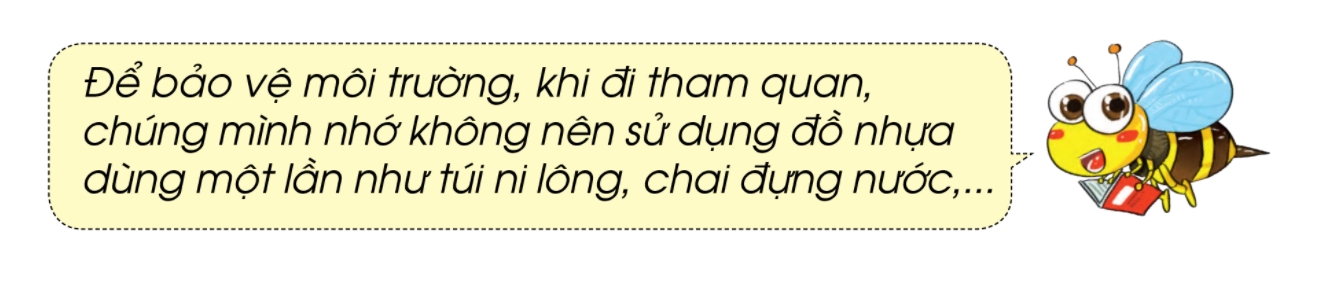 Để bảo vệ môi trường, khi đi tham quan,
chúng mình nhớ không nên sử dụng đồ nhựa
dùng một lần như túi ni lông, chai đựng nước,...